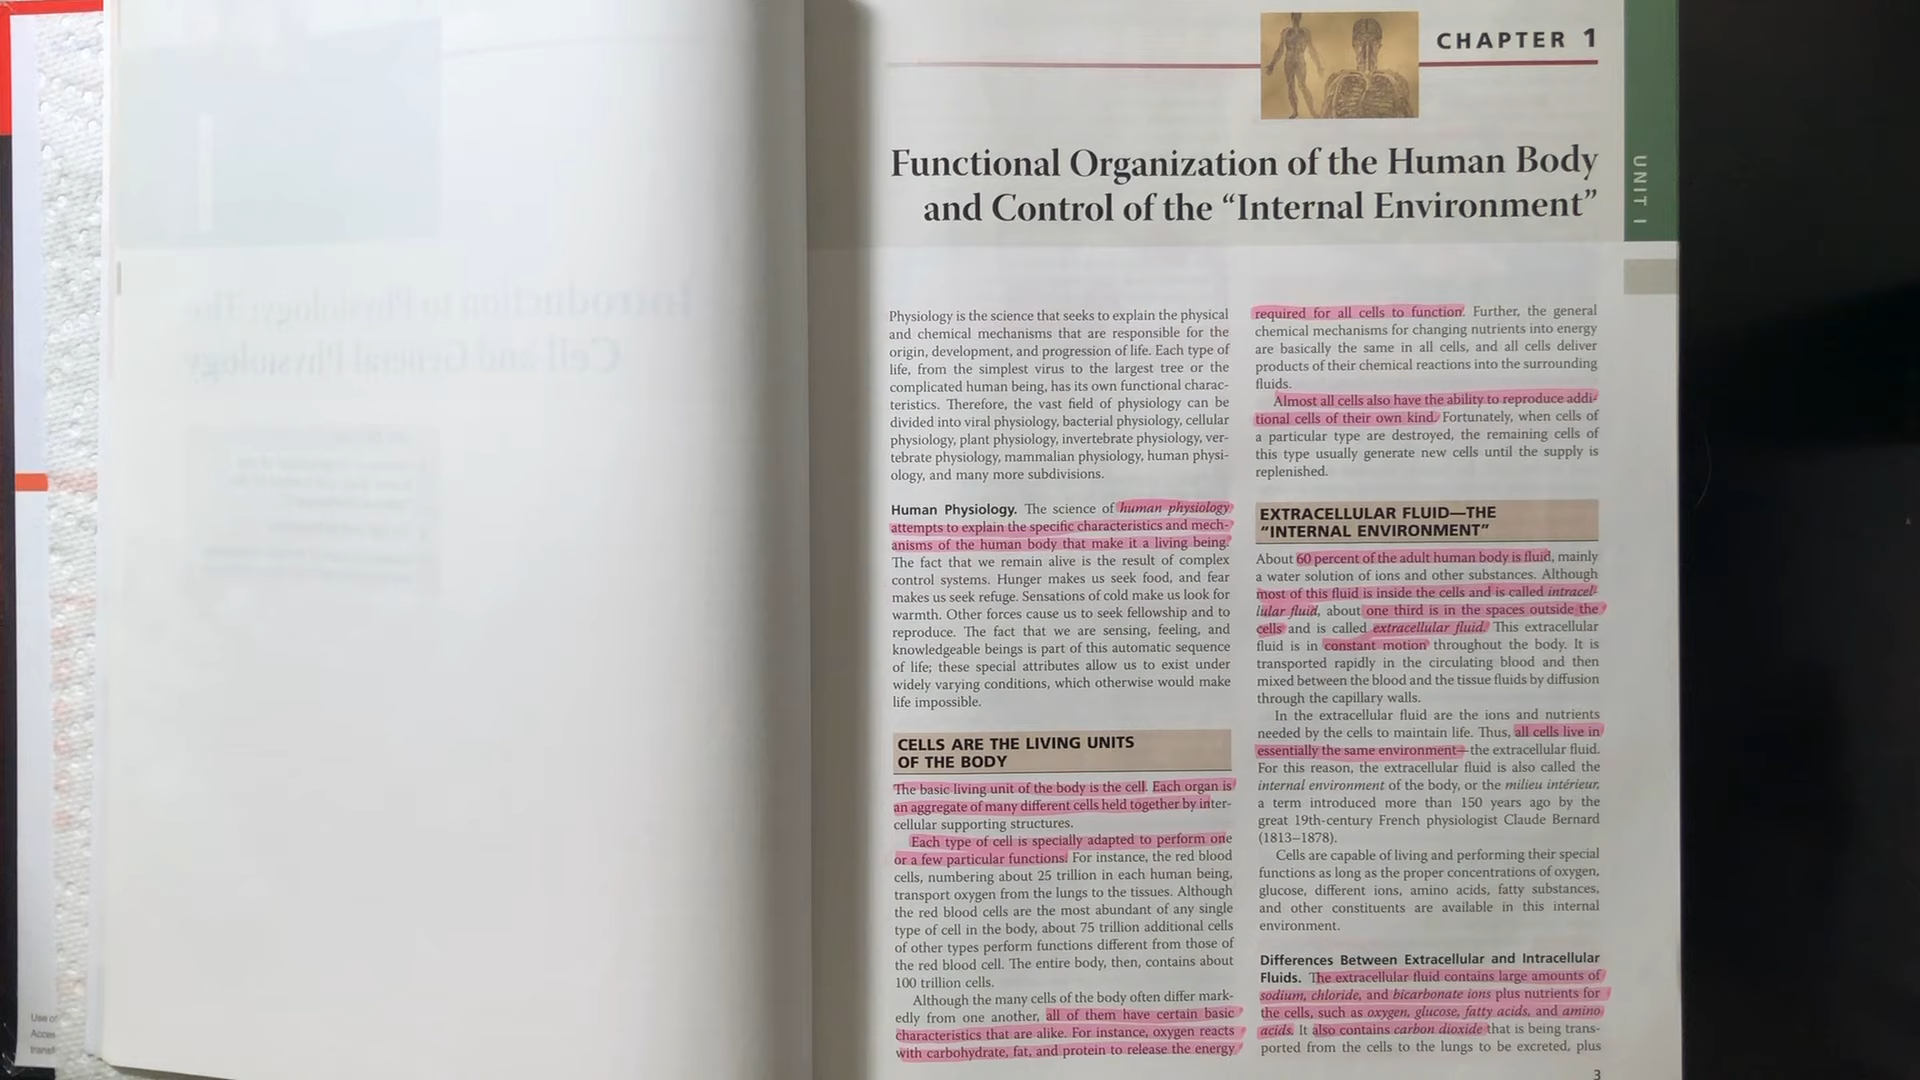 CHAPTER 1
Functional Organization of the Human Body
and Control of the “Internal Environment”
UNIT I
Physiology is the science that seeks to explain the physical
and chemical mechanisms that are responsible for the
origin, development, and progression of life. Each type of
life, from the simplest virus to the largest tree or the
complicated human being, has its own functional charac-
teristics. Therefore, the vast field of physiology can be
divided into viral physiology, bacterial physiology, cellular
physiology, plant physiology, invertebrate physiology, ver-
tebrate physiology, mammalian physiology, human physi-
ology, and many more subdivisions.
Human Physiology. The science of human physiology
attempts to explain the specific characteristics and mech-
anisms of the human body that make it a living being.
The fact that we remain alive is the result of complex
control systems. Hunger makes us seek food, and fear
makes us seek refuge. Sensations of cold make us look for
warmth. Other forces cause us to seek fellowship and to
reproduce. The fact that we are sensing, feeling, and
knowledgeable beings is part of this automatic sequence
of life; these special attributes allow us to exist under
widely varying conditions, which otherwise would make
life impossible.
CELLS ARE THE LIVING UNITS
OF THE BODY
The basic living unit of the body is the cell. Each organ is
an aggregate of many different cells held together by inter-
cellular supporting structures.
Each type of cell is specially adapted to perform one
or a few particular functions. For instance, the red blood
cells, numbering about 25 trillion in each human being,
transport oxygen from the lungs to the tissues. Although
the red blood cells are the most abundant of any single
type of cell in the body, about 75 trillion additional cells
of other types perform functions different from those of
the red blood cell. The entire body, then, contains about
100 trillion cells.
Although the many cells of the body often differ mark-
edly from one another, all of them have certain basic
characteristics that are alike. For instance, oxygen reacts
with carbohydrate, fat, and protein to release the energy
required for all cells to function. Further, the general
chemical mechanisms for changing nutrients into energy
are basically the same in all cells, and all cells deliver
products of their chemical reactions into the surrounding
fluids.
Almost all cells also have the ability to reproduce addi-
tional cells of their own kind. Fortunately, when cells of
a particular type are destroyed, the remaining cells of
this type usually generate new cells until the supply is
replenished.
EXTRACELLULAR FLUID—THE
“INTERNAL ENVIRONMENT”
About 60 percent of the adult human body is fluid, mainly
a water solution of ions and other substances. Although
most of this fluid is inside the cells and is called intracel-
lular fluid, about one third is in the spaces outside the
cells and is called extracellular fluid. This extracellular
fluid is in constant motion throughout the body. It is
transported rapidly in the circulating blood and then
mixed between the blood and the tissue fluids by diffusion
through the capillary walls.
In the extracellular fluid are the ions and nutrients
needed by the cells to maintain life. Thus, all cells live in
essentially the same environment—the extracellular fluid.
For this reason, the extracellular fluid is also called the
internal environment of the body, or the milieu intérieur,
a term introduced more than 150 years ago by the
great 19th-century French physiologist Claude Bernard
(1813–1878).
Cells are capable of living and performing their special
functions as long as the proper concentrations of oxygen,
glucose, different ions, amino acids, fatty substances,
and other constituents are available in this internal
environment.
Differences Between Extracellular and Intracellular
Fluids. The extracellular fluid contains large amounts of
sodium, chloride, and bicarbonate ions plus nutrients for
the cells, such as oxygen, glucose, fatty acids, and amino
acids. It also contains carbon dioxide that is being trans-
ported from the cells to the lungs to be excreted, plus
3